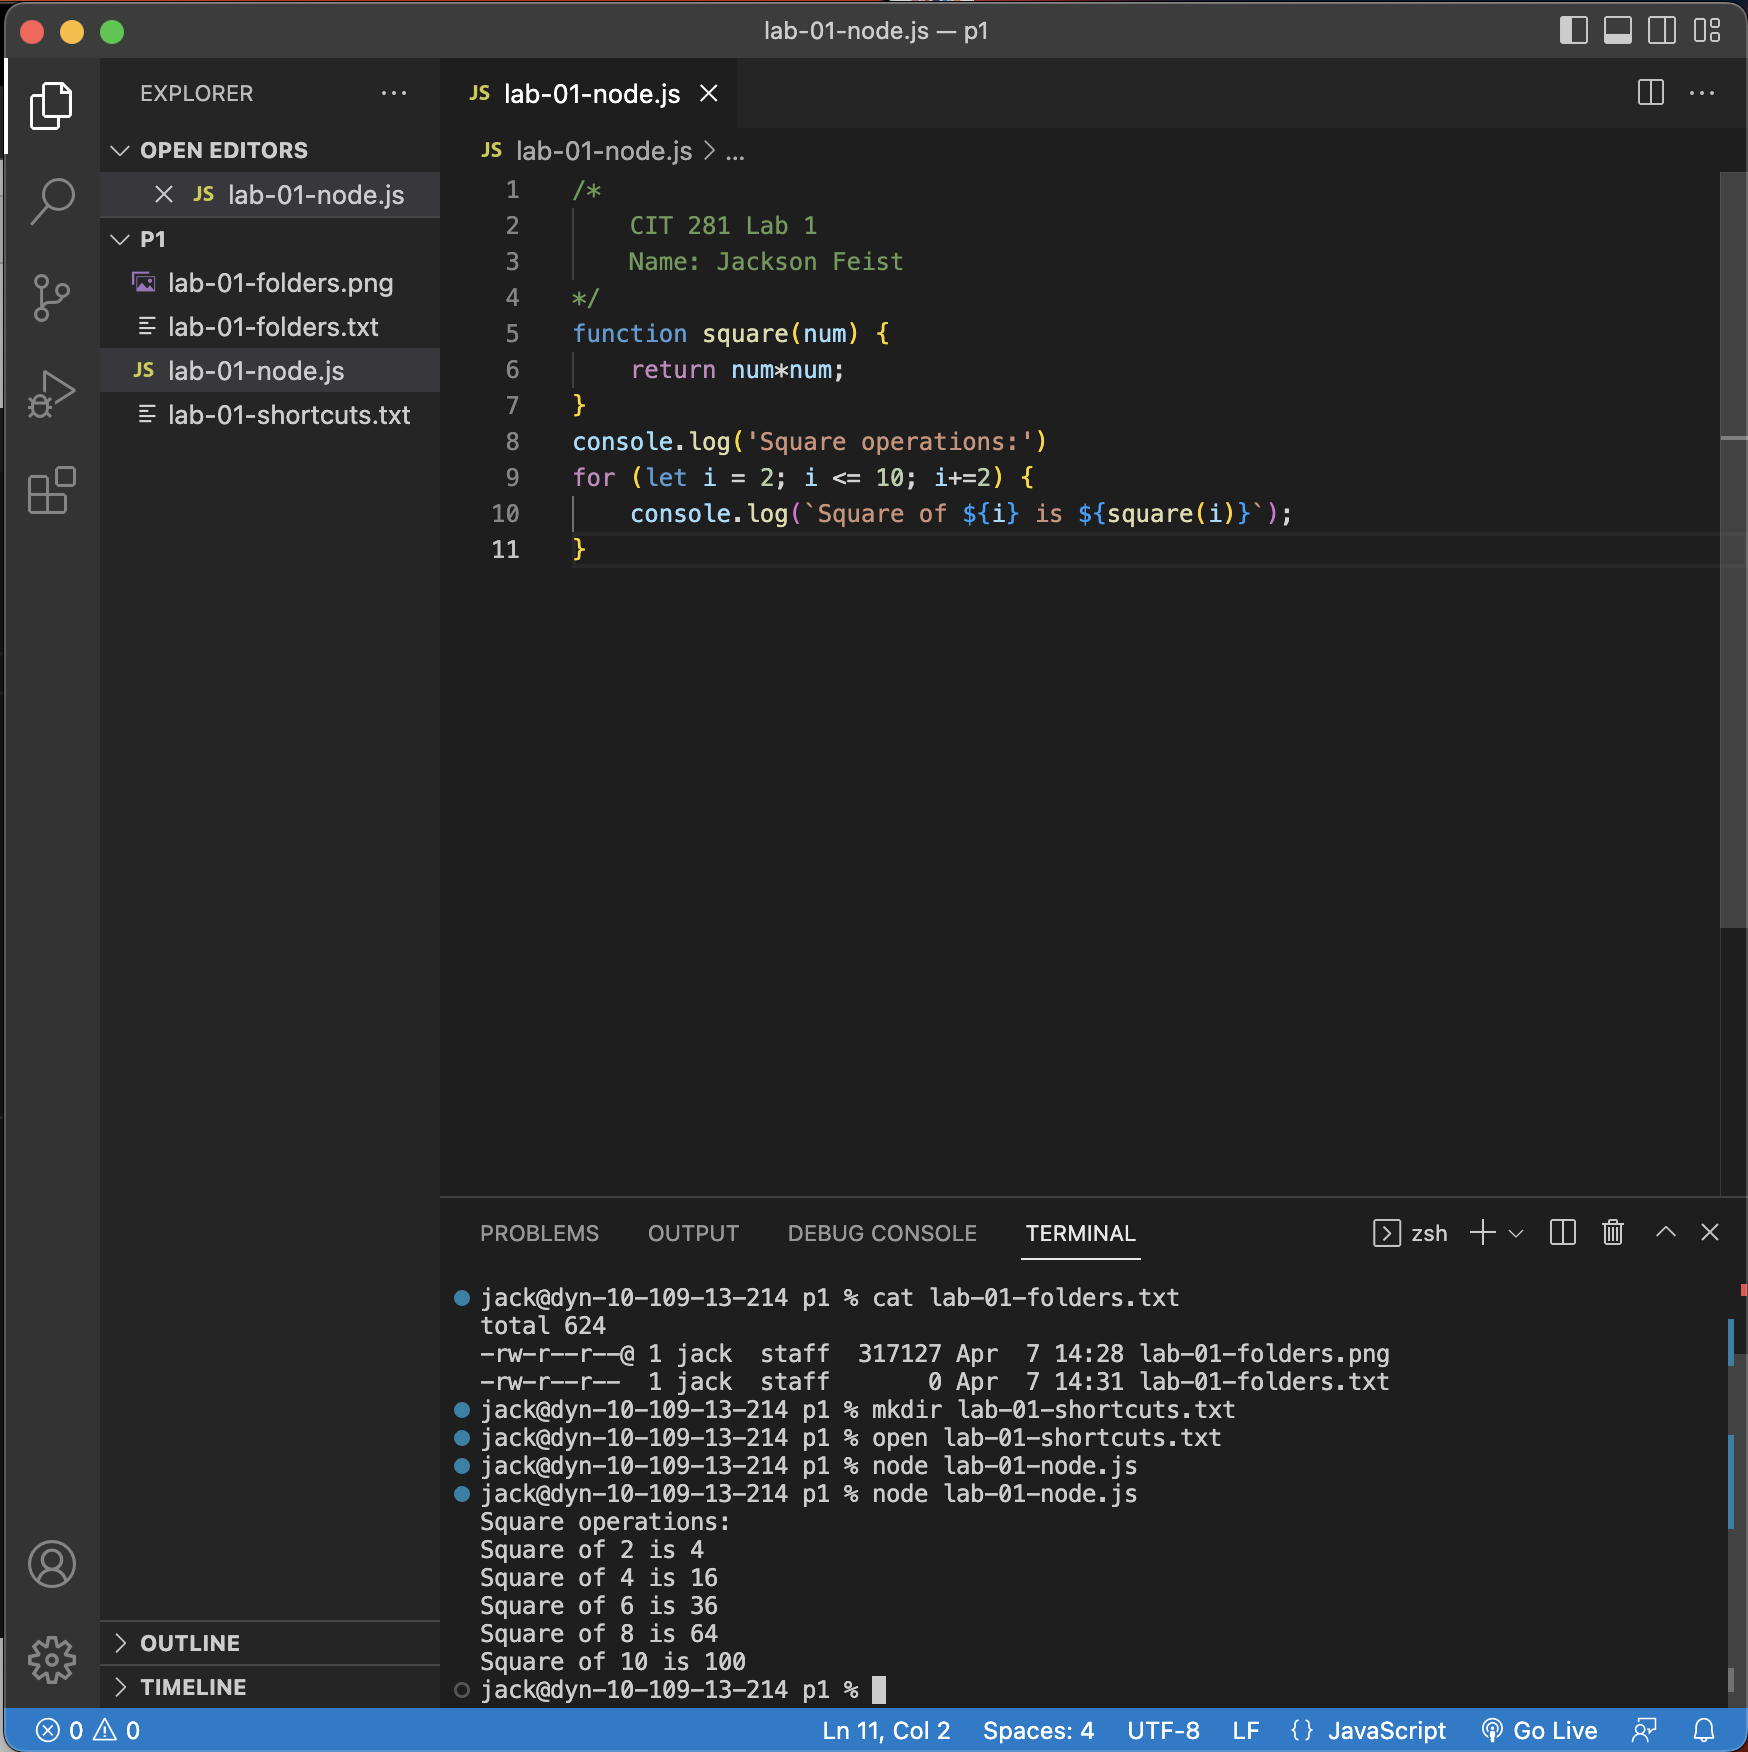 lab-01-node.js — p1
EXPLORER
OPEN EDITORS
JS lab-01-node.js
P1
lab-01-folders.png
lab-01-folders.txt
JS lab-01-node.js
lab-01-shortcuts.txt
OUTLINE
TIMELINE
JS lab-01-node.js
JS lab-01-node.js > ...
1 /*
2     CIT 281 Lab 1
3     Name: Jackson Feist
4 */
5 function square(num) {
6     return num*num;
7 }
8 console.log('Square operations:')
9 for (let i = 2; i <= 10; i+=2) {
10     console.log(`Square of ${i} is ${square(i)}`);
11 }
PROBLEMS OUTPUT DEBUG CONSOLE TERMINAL zsh
jack@dyn-10-109-13-214 p1 % cat lab-01-folders.txt
total 624
-rw-r--r--@ 1 jack  staff  317127 Apr  7 14:28 lab-01-folders.png
-rw-r--r--  1 jack  staff       0 Apr  7 14:31 lab-01-folders.txt
jack@dyn-10-109-13-214 p1 % mkdir lab-01-shortcuts.txt
jack@dyn-10-109-13-214 p1 % open lab-01-shortcuts.txt
jack@dyn-10-109-13-214 p1 % node lab-01-node.js
jack@dyn-10-109-13-214 p1 % node lab-01-node.js
Square operations:
Square of 2 is 4
Square of 4 is 16
Square of 6 is 36
Square of 8 is 64
Square of 10 is 100
jack@dyn-10-109-13-214 p1 %
0 0 Ln 11, Col 2 Spaces: 4 UTF-8 LF {} JavaScript Go Live